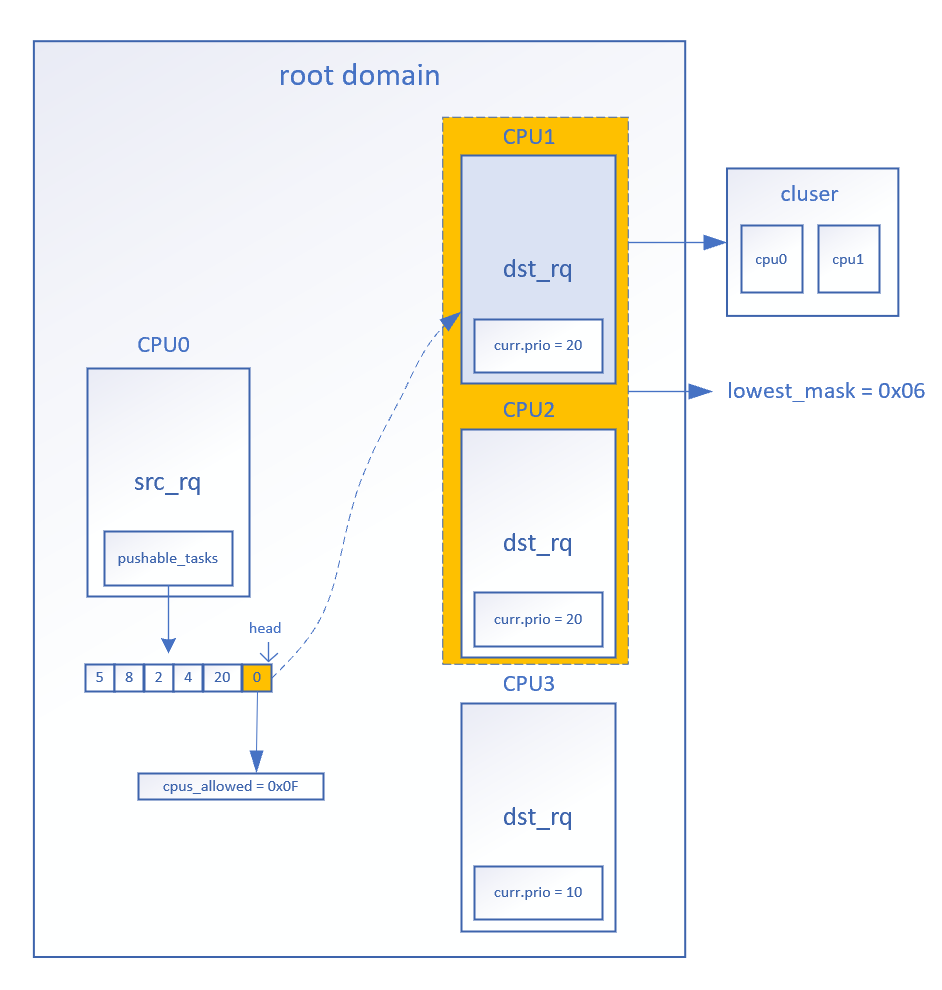 root domain
CPU1
dst_rq
curr.prio = 20
cluser
cpu0 cpu1
lowest_mask = 0x06
CPU2
dst_rq
curr.prio = 20
CPU0
src_rq
pushable_tasks
head
5 8 2 4 20 0
cpus_allowed = 0x0F
CPU3
dst_rq
curr.prio = 10